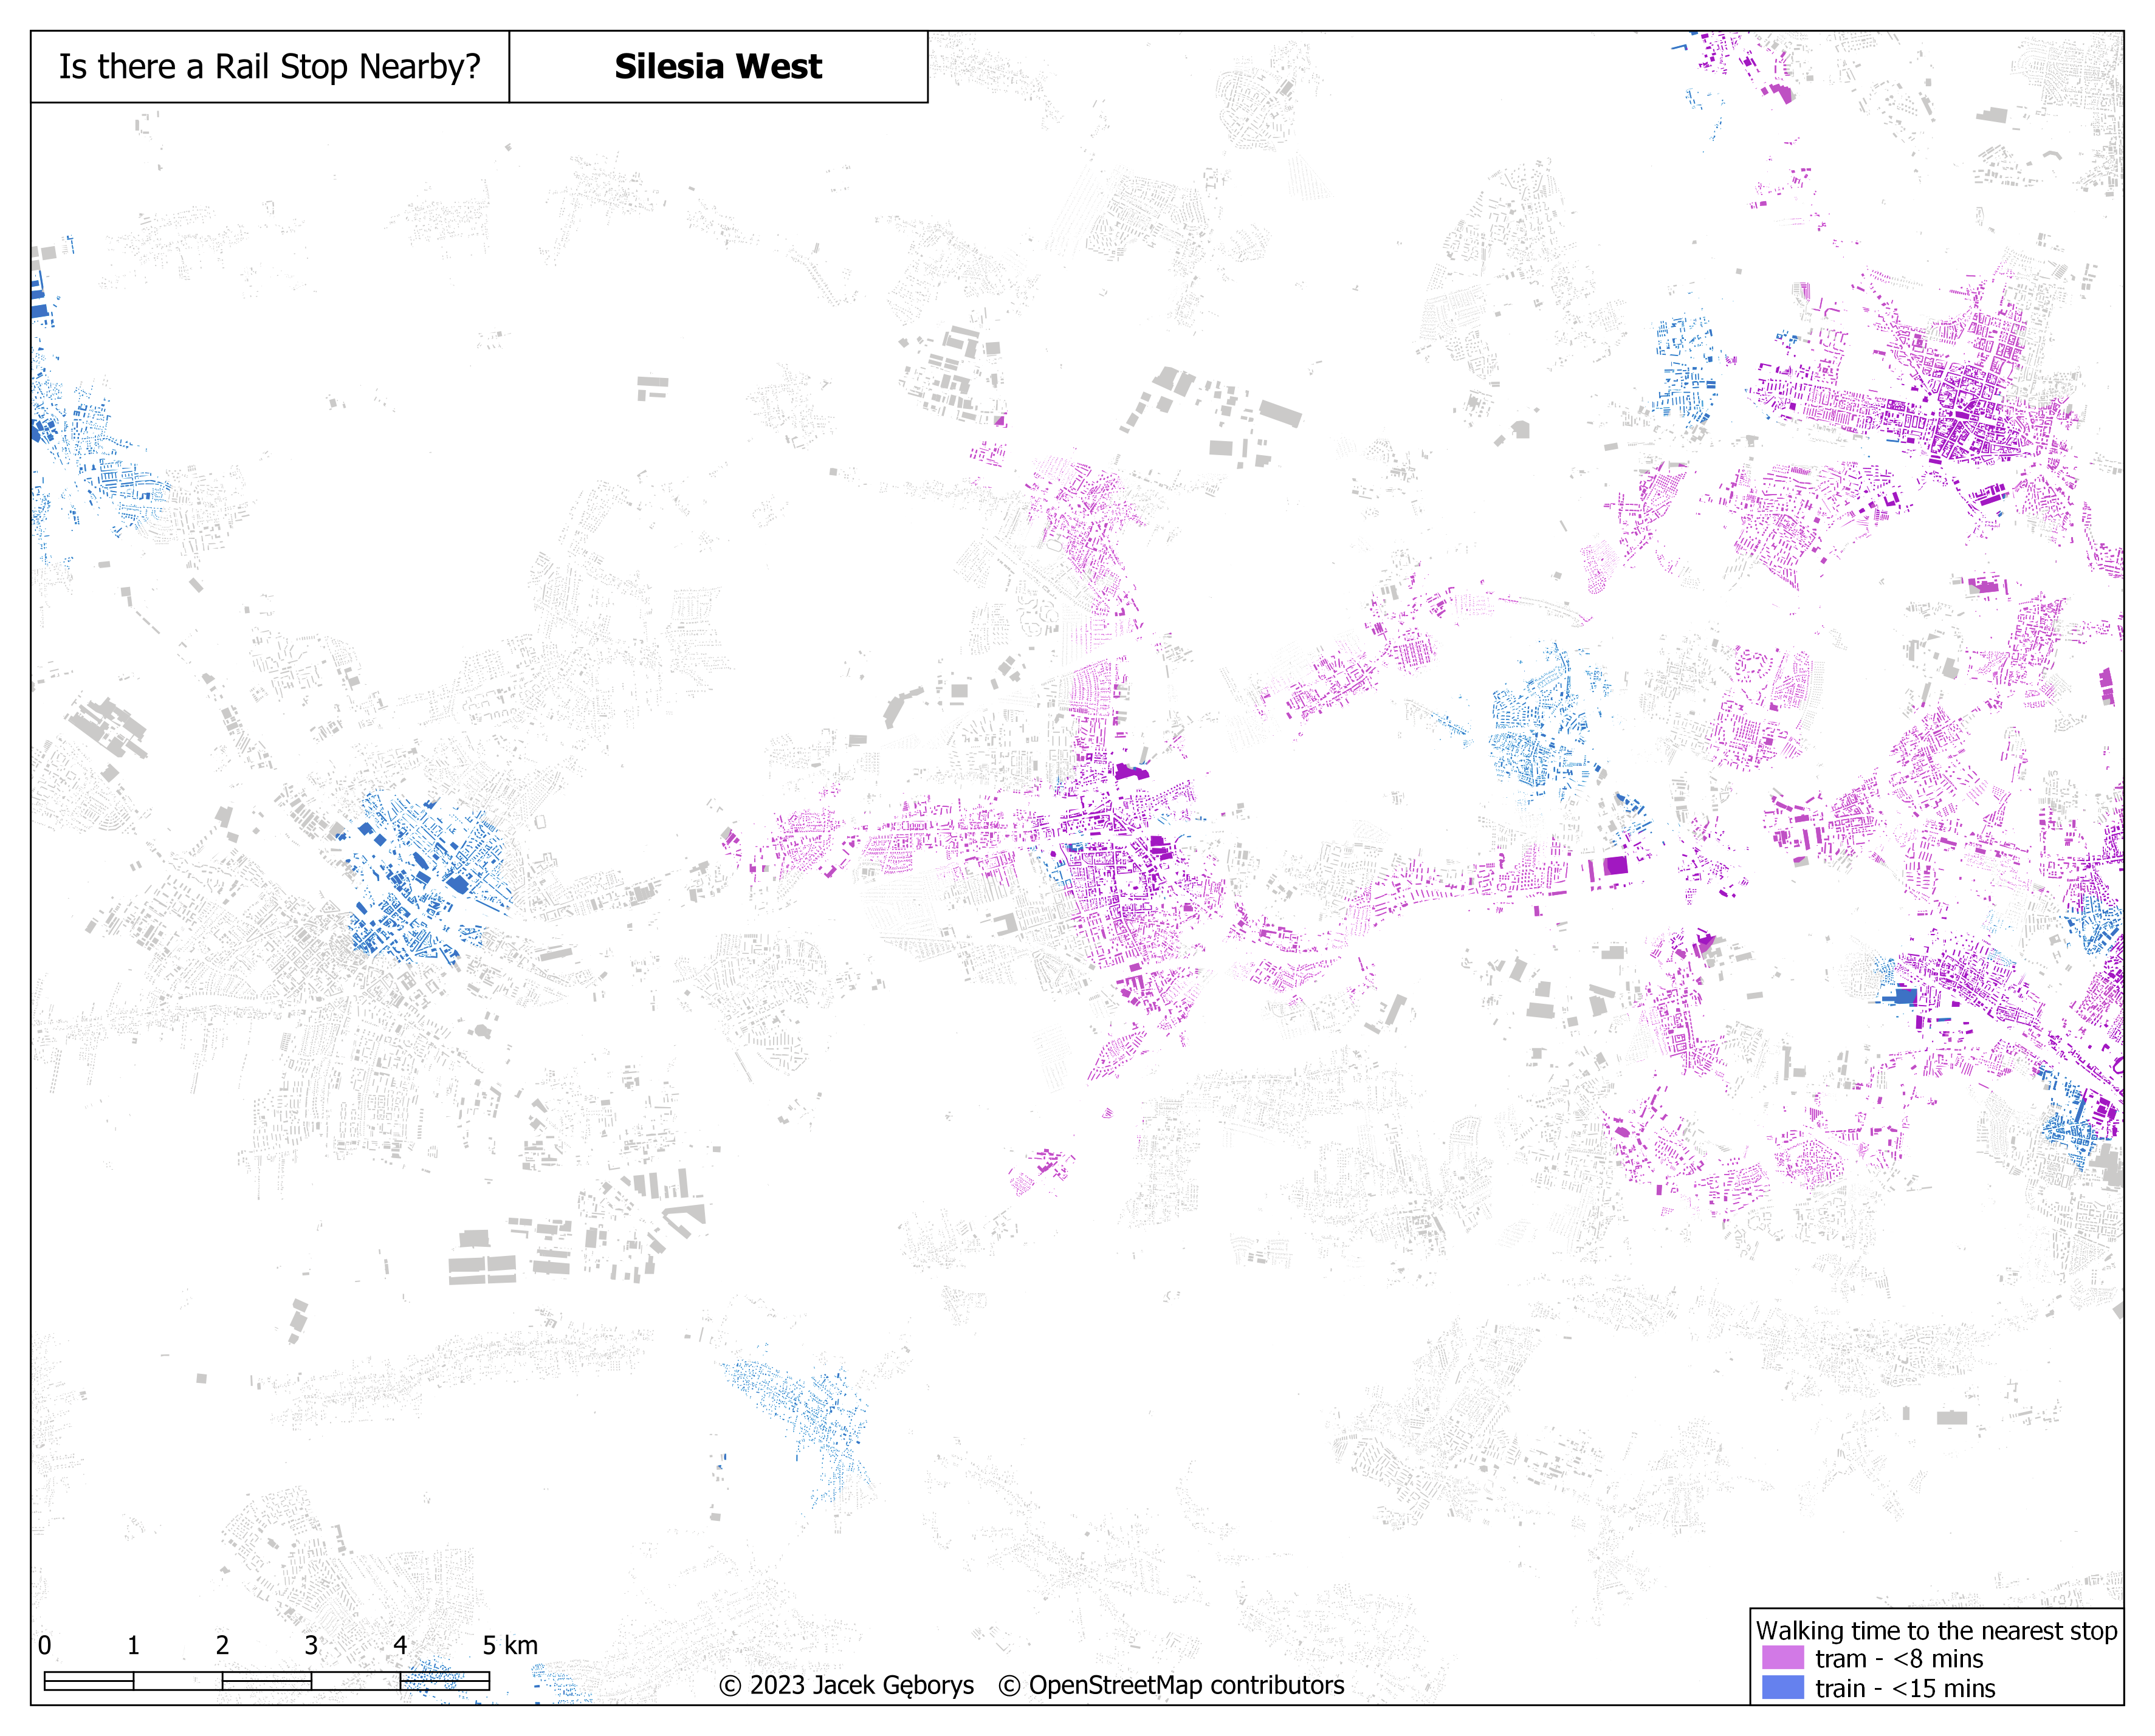 Is there a Rail Stop Nearby?
Silesia West
Walking time to the nearest stop
tram - <8 mins
train - <15 mins
0 1 2 3 4 5 km
© 2023 Jacek Gęborys © OpenStreetMap contributors